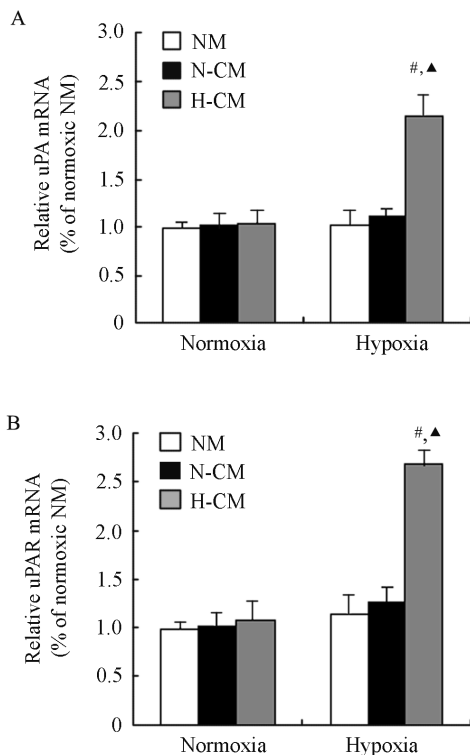 A
Relative uPA mRNA
(% of normoxic NM)
3.0
2.5
2.0
1.5
1.0
0.5
0
NM
N-CM
H-CM
#, ▲
Normoxia
Hypoxia
B
Relative uPAR mRNA
(% of normoxic NM)
3.0
2.5
2.0
1.5
1.0
0.5
0
NM
N-CM
H-CM
#, ▲
Normoxia
Hypoxia